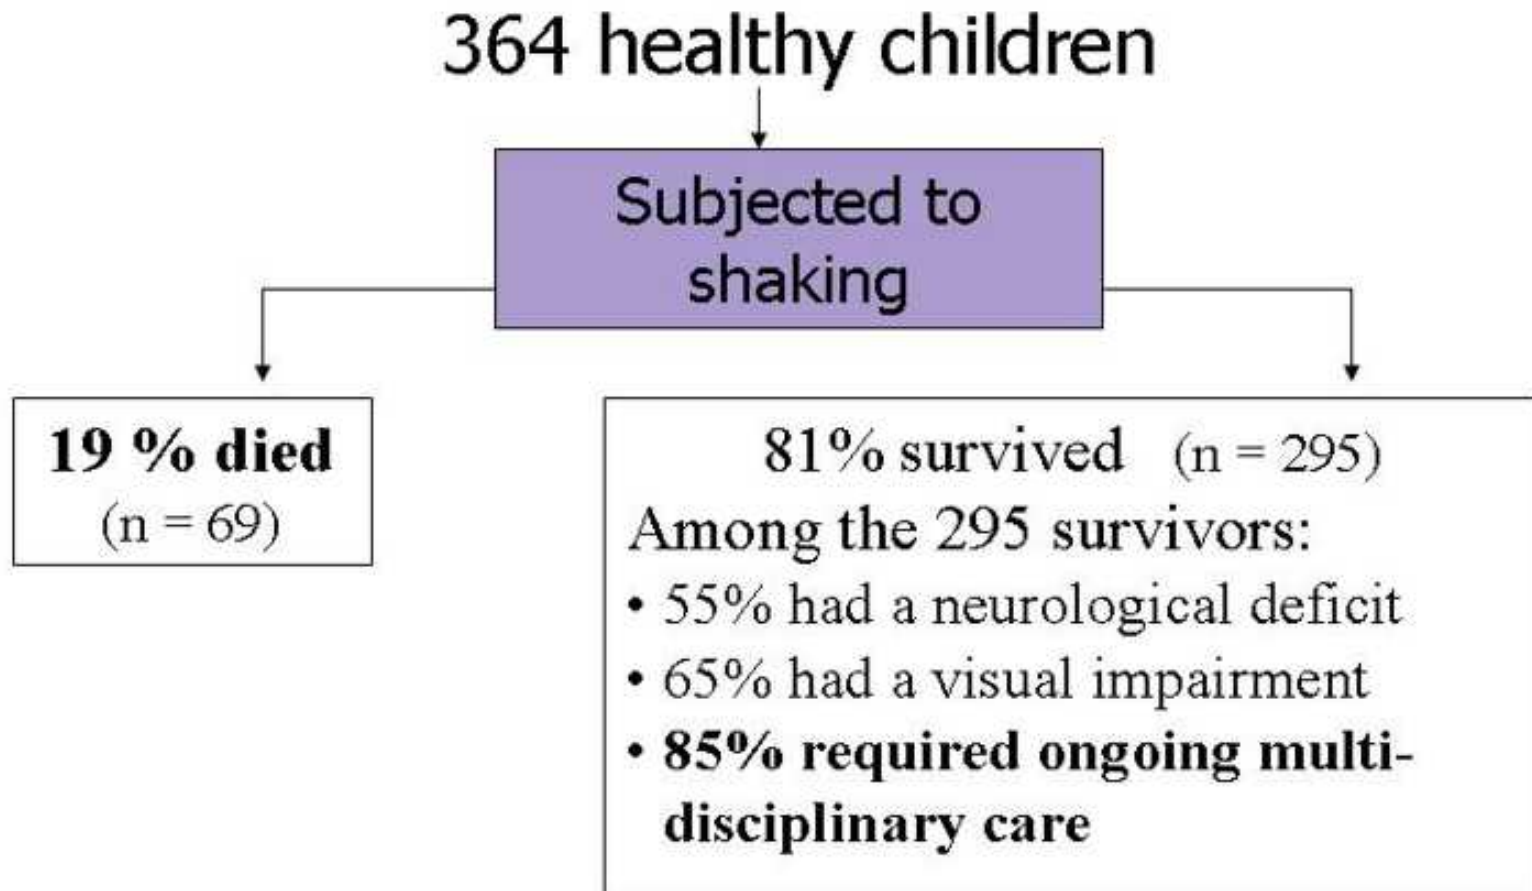 364 healthy children
Subjected to
shaking
19 % died
(n = 69)
81% survived (n = 295)
Among the 295 survivors:
• 55% had a neurological deficit
• 65% had a visual impairment
• 85% required ongoing multi-
disciplinary care